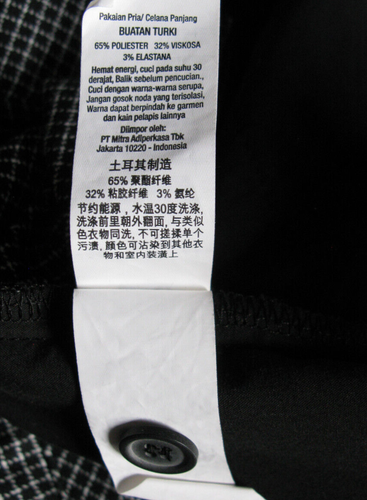 Pakaian Pria/ Celana Panjang
BUATAN TURKI
65% POLIESTER 32% VISKOSA
3% ELASTANA
Hemat energi, cuci pada suhu 30
derajat, Balik sebelum pencucian.,
Cuci dengan warna-warna serupa,
Jangan gosok noda yang terisolasi,
Warna dapat berpindah ke garmen
dan kain pelapis lainnya
Diimpor oleh:
PT Mitra Adiperkasa Tbk
Jakarta 10220 - Indonesia
土耳其制造
65% 聚酯纤维
32% 粘胶纤维 3% 氨纶
节约能源，水温30度洗涤,
洗涤前里朝外翻面, 与类似
色衣物同洗, 不可搓揉单个
污渍, 颜色可沾染到其他衣
物和室内装潢上